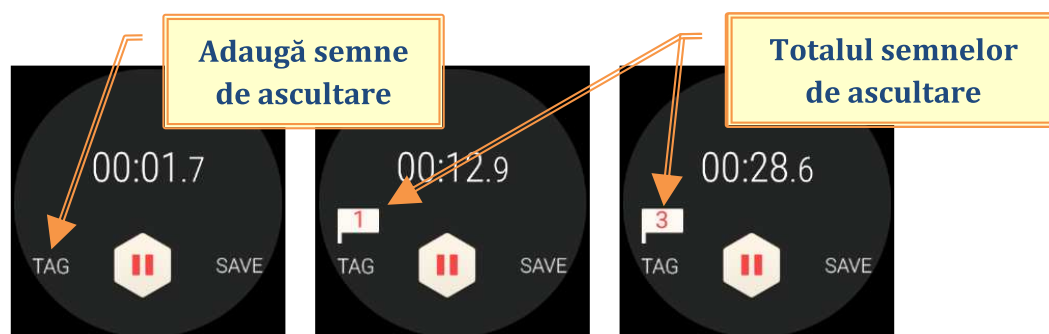 Adaugă semne
de ascultare
Totalul semnelor
de ascultare
00:01.7
TAG
SAVE
00:12.9
1
TAG
SAVE
00:28.6
3
TAG
SAVE